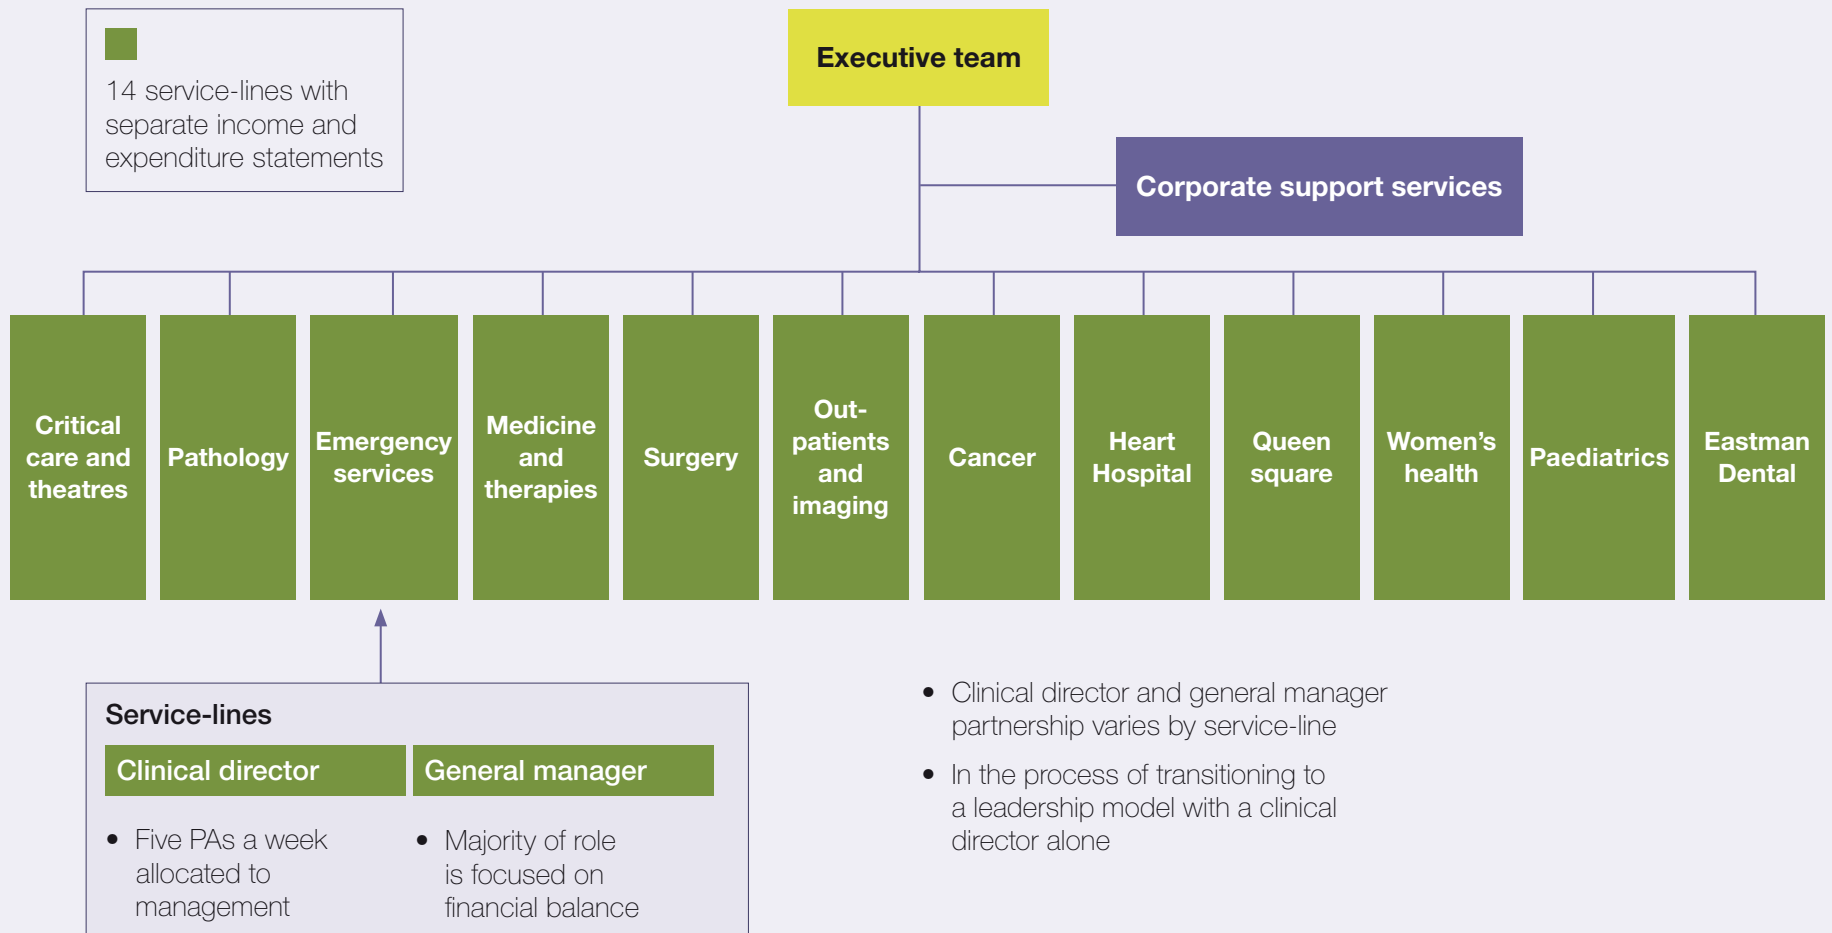 14 service-lines with
separate income and
expenditure statements
Executive team
Corporate support services
Critical
care and
theatres
Pathology
Emergency
services
Medicine
and
therapies
Surgery
Out-
patients
and
imaging
Cancer
Heart
Hospital
Queen
square
Women’s
health
Paediatrics
Eastman
Dental
Service-lines
Clinical director
• Five PAs a week
allocated to
management
General manager
• Majority of role
is focused on
financial balance
• Clinical director and general manager
partnership varies by service-line
• In the process of transitioning to
a leadership model with a clinical
director alone